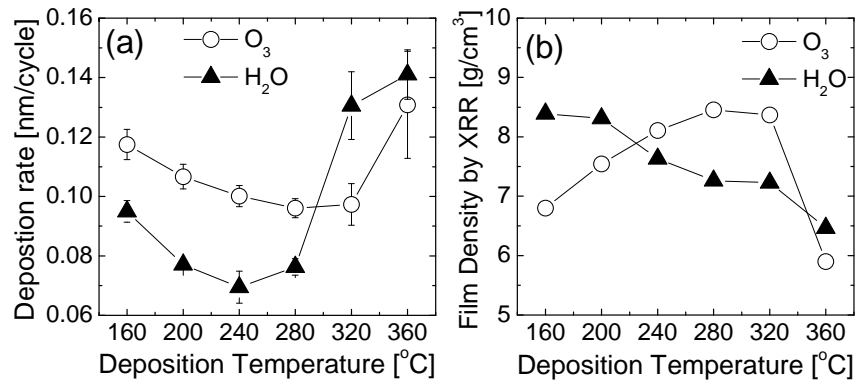 (a)
O₃
H₂O
0.16
0.14
0.12
0.10
0.08
0.06
Depostion rate [nm/cycle]
160 200 240 280 320 360
Deposition Temperature [°C]
(b)
O₃
H₂O
10
9
8
7
6
5
Film Density by XRR [g/cm³]
160 200 240 280 320 360
Deposition Temperature [°C]